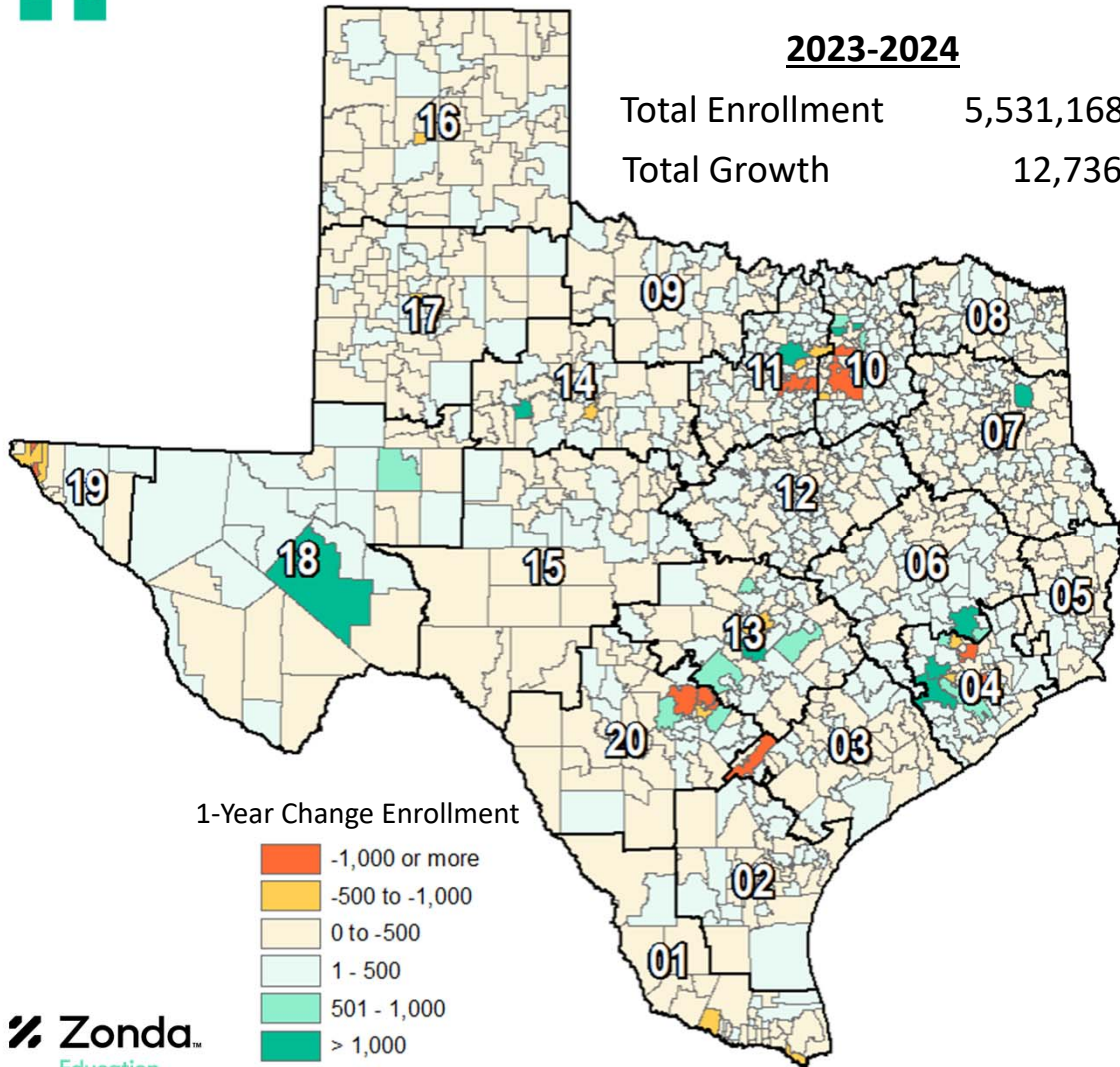 2023-2024
Total Enrollment 5,531,168
Total Growth 12,736
16
09
08
17
14
11
10
07
19
12
18
15
06
05
13
04
20
03
1-Year Change Enrollment
-1,000 or more
-500 to -1,000
0 to -500
1 - 500
501 - 1,000
> 1,000
02
01
Zonda™
Education